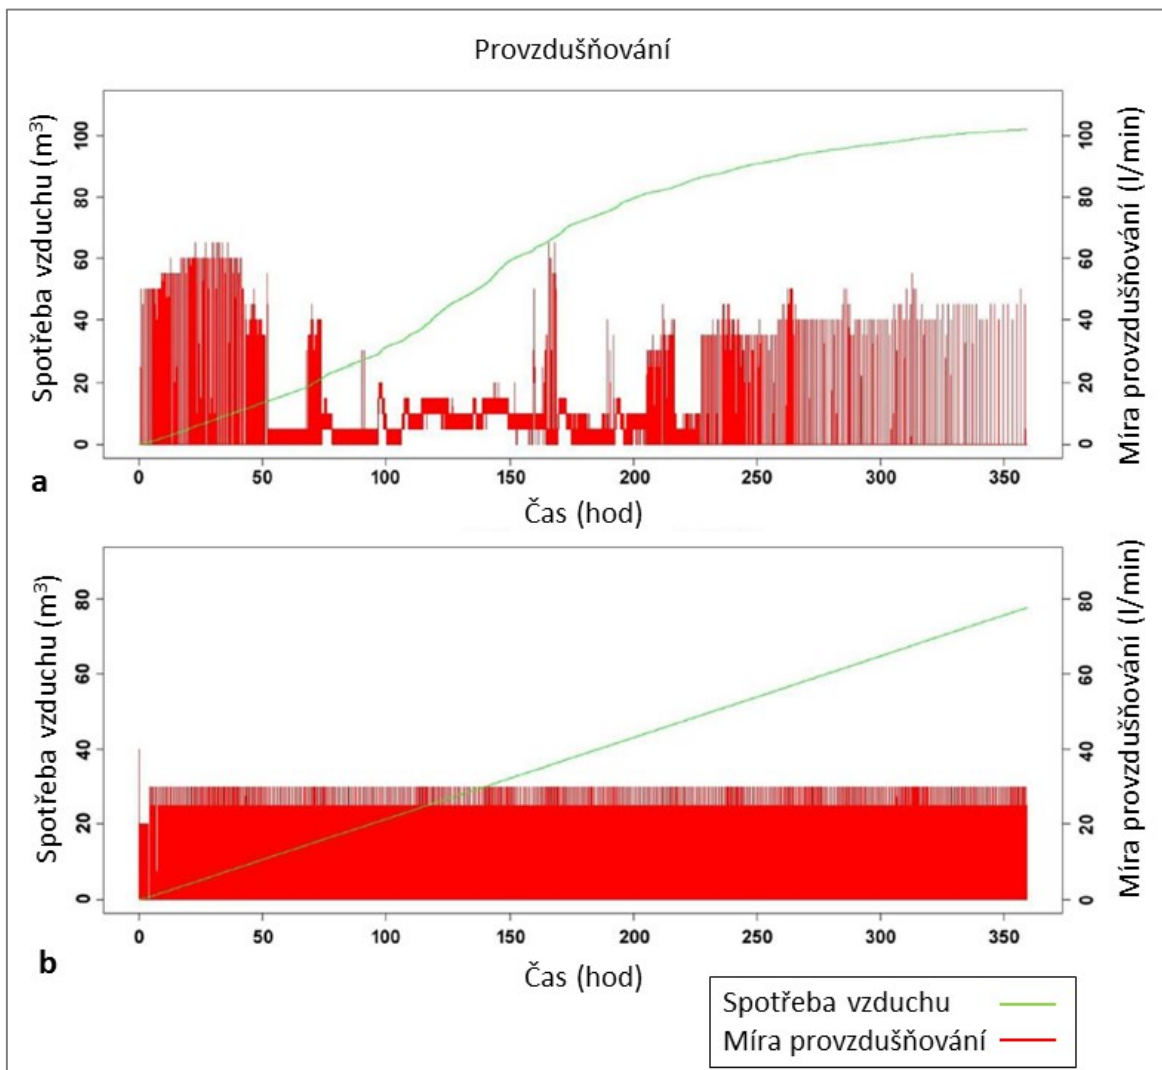 Provzdušňování
Spotřeba vzduchu (m³)
0 20 40 60 80 100
Míra provzdušňování (l/min)
0 20 40 60 80 100
0 50 100 150 200 250 300 350
a
Čas (hod)
Spotřeba vzduchu (m³)
0 20 40 60 80
Míra provzdušňování (l/min)
0 20 40 60 80
0 50 100 150 200 250 300 350
b
Čas (hod)
Spotřeba vzduchu
Míra provzdušňování